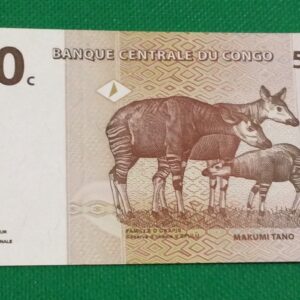 BANQUE CENTRALE DU CONGO
0 c
5
FAMILLE D'OKAPIS
MAKUMI TANO